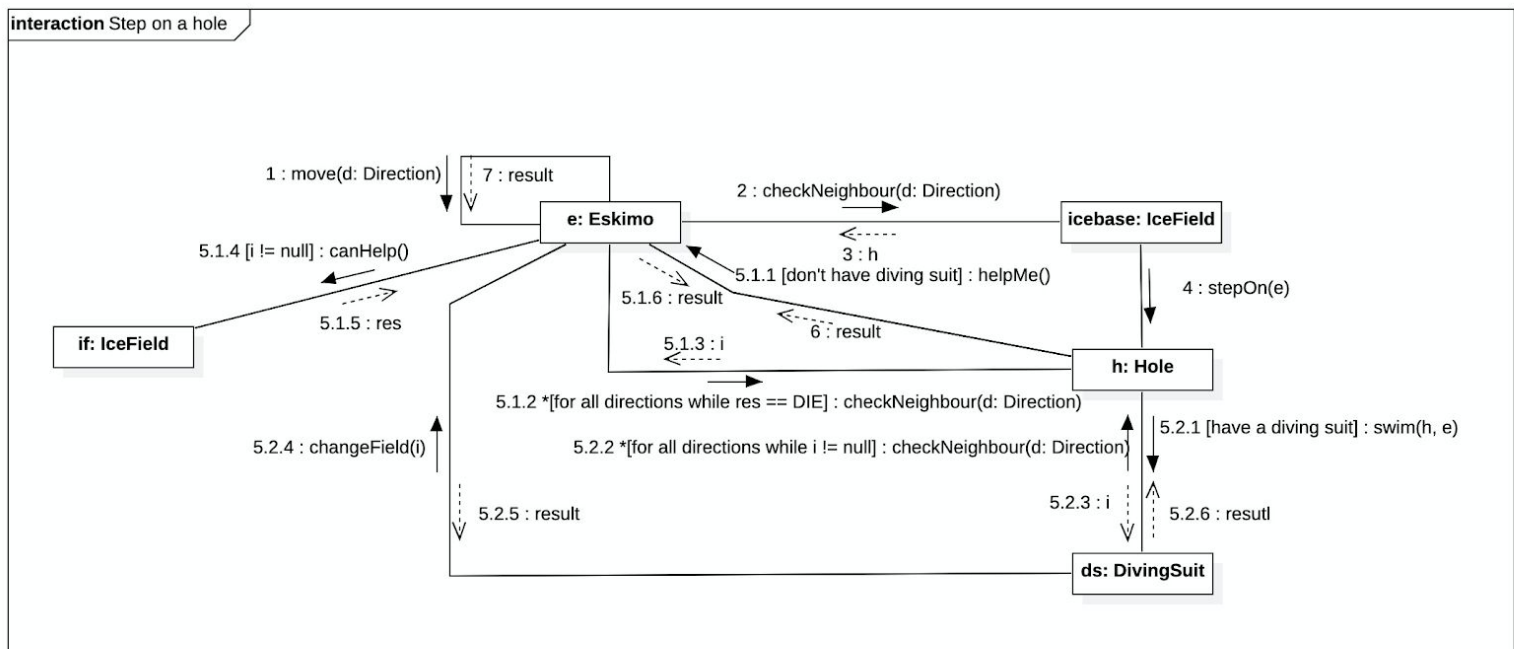 interaction Step on a hole
1 : move(d: Direction)
7 : result
e: Eskimo
2 : checkNeighbour(d: Direction)
3 : h
icebase: IceField
5.1.4 [i != null] : canHelp()
5.1.5 : res
if: IceField
5.1.1 [don't have diving suit] : helpMe()
5.1.6 : result
6 : result
4 : stepOn(e)
h: Hole
5.1.3 : i
5.1.2 *[for all directions while res == DIE] : checkNeighbour(d: Direction)
5.2.4 : changeField(i)
5.2.2 *[for all directions while i != null] : checkNeighbour(d: Direction)
5.2.1 [have a diving suit] : swim(h, e)
5.2.5 : result
5.2.3 : i
5.2.6 : resutl
ds: DivingSuit